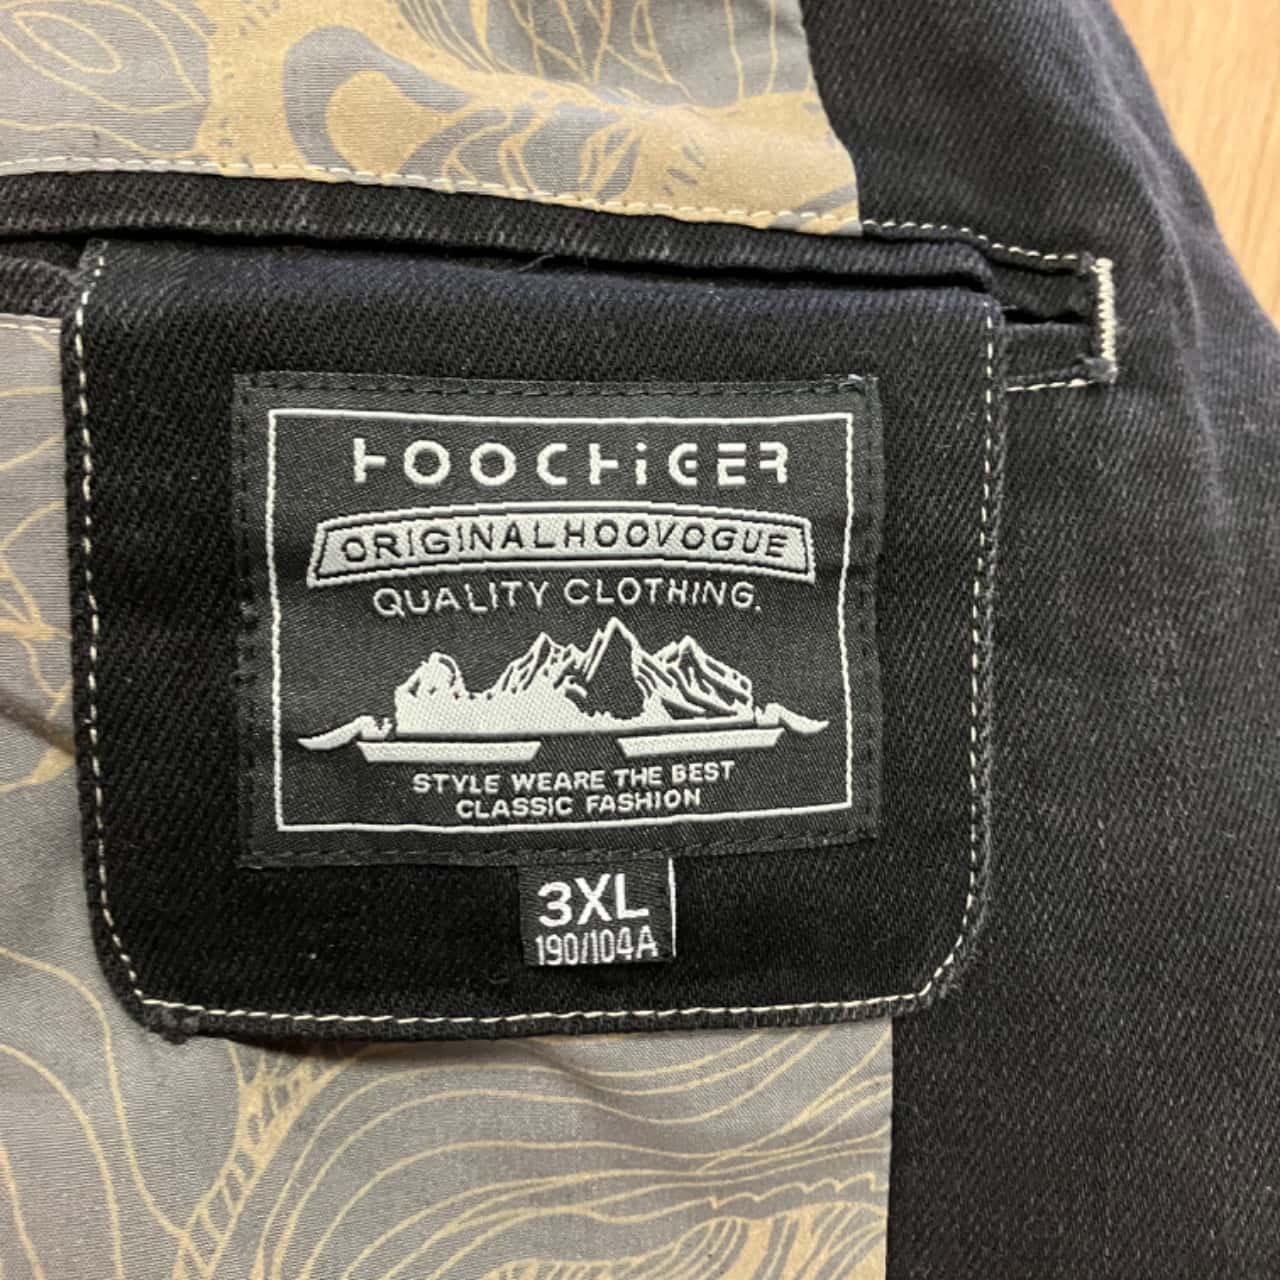 HOOCHiGER
ORIGINALHOOVOGUE
QUALITY CLOTHING.
STYLE WEARE THE BEST
CLASSIC FASHION
3XL
190/104A